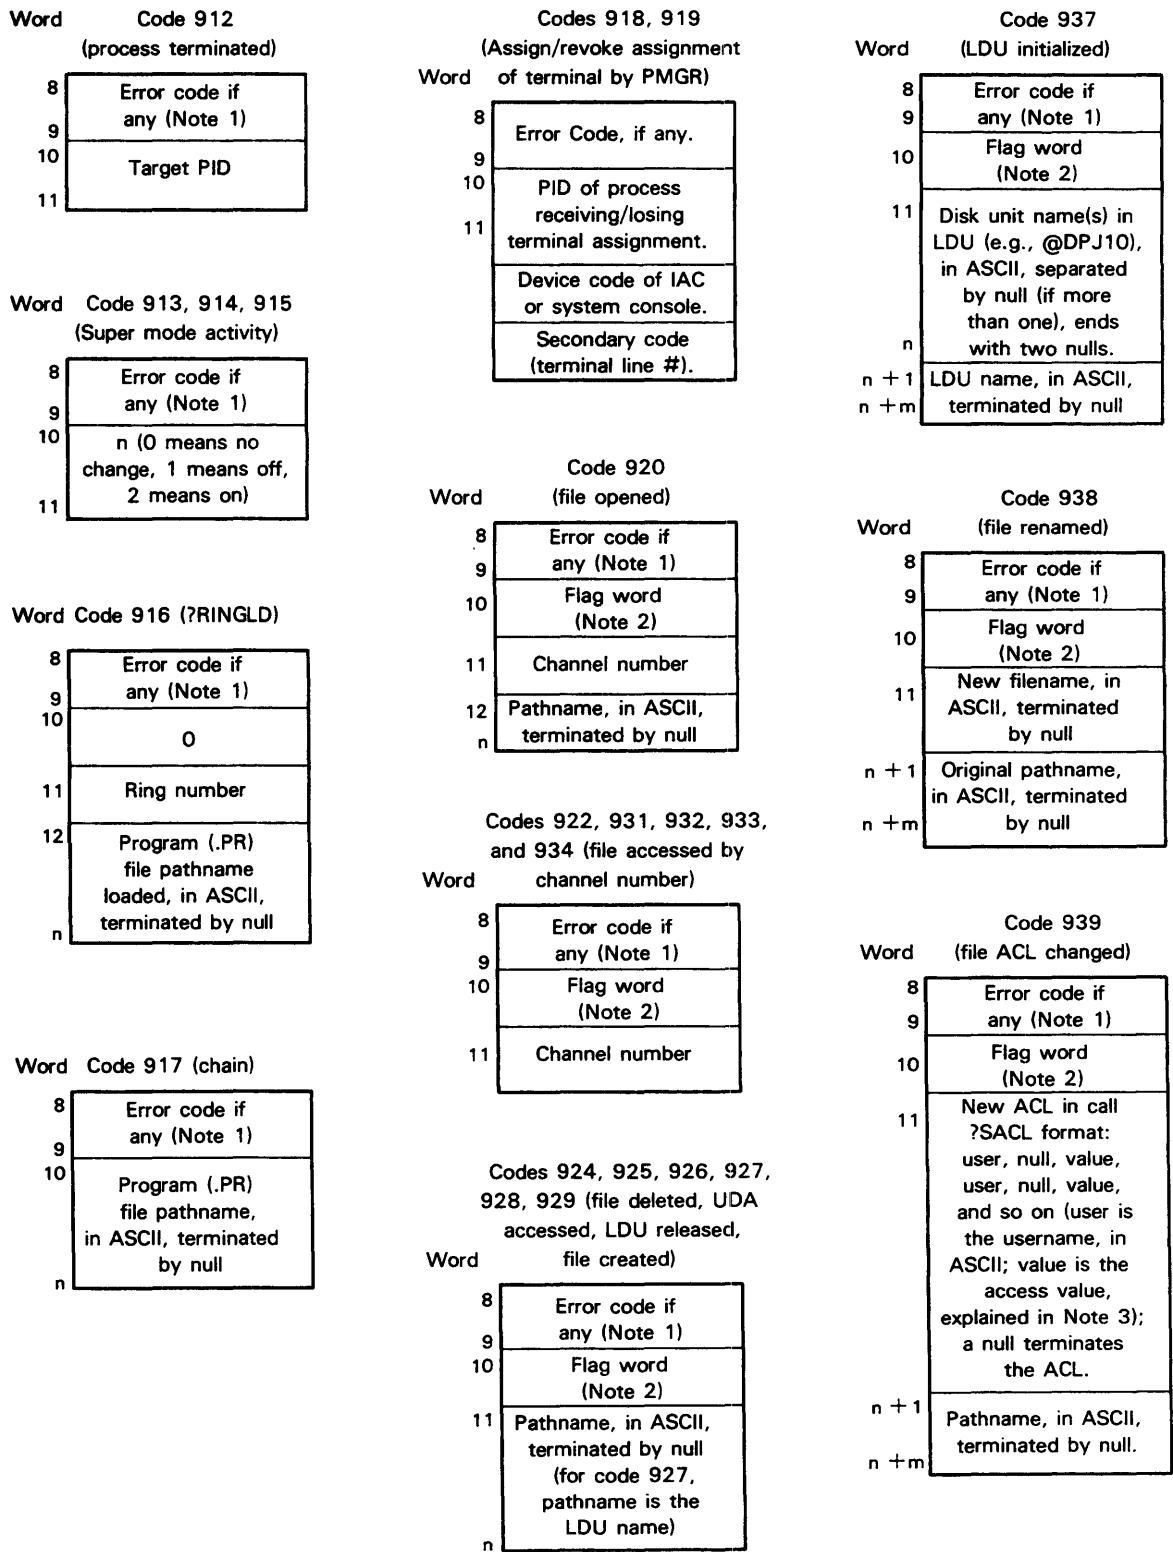 Word Code 912
(process terminated)
8 Error code if
9 any (Note 1)
10 Target PID
11
Word Code 913, 914, 915
(Super mode activity)
8 Error code if
9 any (Note 1)
10 n (0 means no
change, 1 means off,
11 2 means on)
Word Code 916 (?RINGLD)
8 Error code if
9 any (Note 1)
10 0
11 Ring number
12 Program (.PR)
file pathname
loaded, in ASCII,
n terminated by null
Word Code 917 (chain)
8 Error code if
9 any (Note 1)
10 Program (.PR)
file pathname,
in ASCII, terminated
n by null
Codes 918, 919
(Assign/revoke assignment
Word of terminal by PMGR)
8 Error Code, if any.
9
10 PID of process
11 receiving/losing
terminal assignment.
Device code of IAC
or system console.
Secondary code
(terminal line #).
Code 920
Word (file opened)
8 Error code if
9 any (Note 1)
10 Flag word
(Note 2)
11 Channel number
12 Pathname, in ASCII,
n terminated by null
Codes 922, 931, 932, 933,
and 934 (file accessed by
Word channel number)
8 Error code if
9 any (Note 1)
10 Flag word
(Note 2)
11 Channel number
Codes 924, 925, 926, 927,
928, 929 (file deleted, UDA
accessed, LDU released,
Word file created)
8 Error code if
9 any (Note 1)
10 Flag word
(Note 2)
11 Pathname, in ASCII,
terminated by null
(for code 927,
pathname is the
LDU name)
n
Code 937
Word (LDU initialized)
8 Error code if
9 any (Note 1)
10 Flag word
(Note 2)
11 Disk unit name(s) in
LDU (e.g., @DPJ10),
in ASCII, separated
by null (if more
than one), ends
n with two nulls.
n + 1 LDU name, in ASCII,
n +m terminated by null
Code 938
Word (file renamed)
8 Error code if
9 any (Note 1)
10 Flag word
(Note 2)
11 New filename, in
ASCII, terminated
by null
n + 1 Original pathname,
in ASCII, terminated
n +m by null
Code 939
Word (file ACL changed)
8 Error code if
9 any (Note 1)
10 Flag word
(Note 2)
11 New ACL in call
?SACL format:
user, null, value,
user, null, value,
and so on (user is
the username, in
ASCII; value is the
access value,
explained in Note 3);
a null terminates
the ACL.
n + 1 Pathname, in ASCII,
n +m terminated by null.